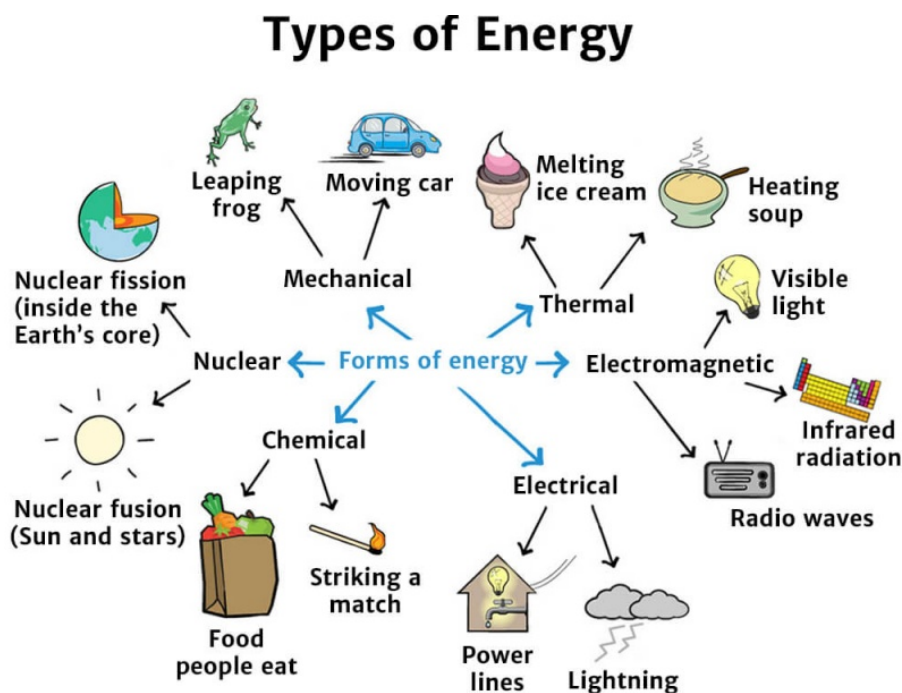 Types of Energy
Leaping
frog
Moving car
Melting
ice cream
Heating
soup
Mechanical
Thermal
Visible
light
Nuclear fission
(inside the
Earth's core)
Nuclear
Forms of energy
Electromagnetic
Infrared
radiation
Chemical
Electrical
Radio waves
Nuclear fusion
(Sun and stars)
Striking a
match
Food
people eat
Power
lines
Lightning